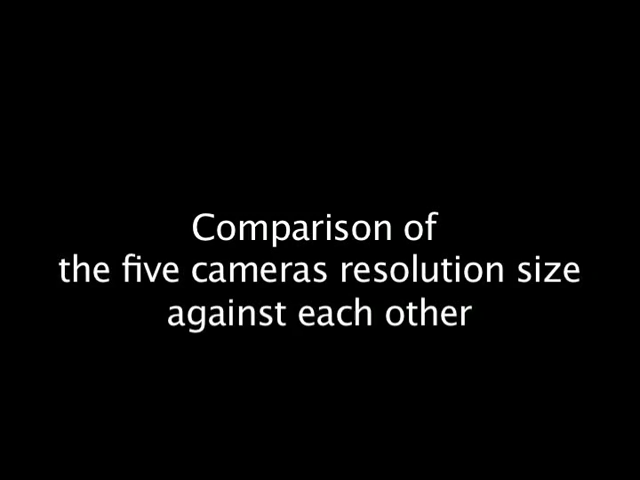 Comparison of
the five cameras resolution size
against each other